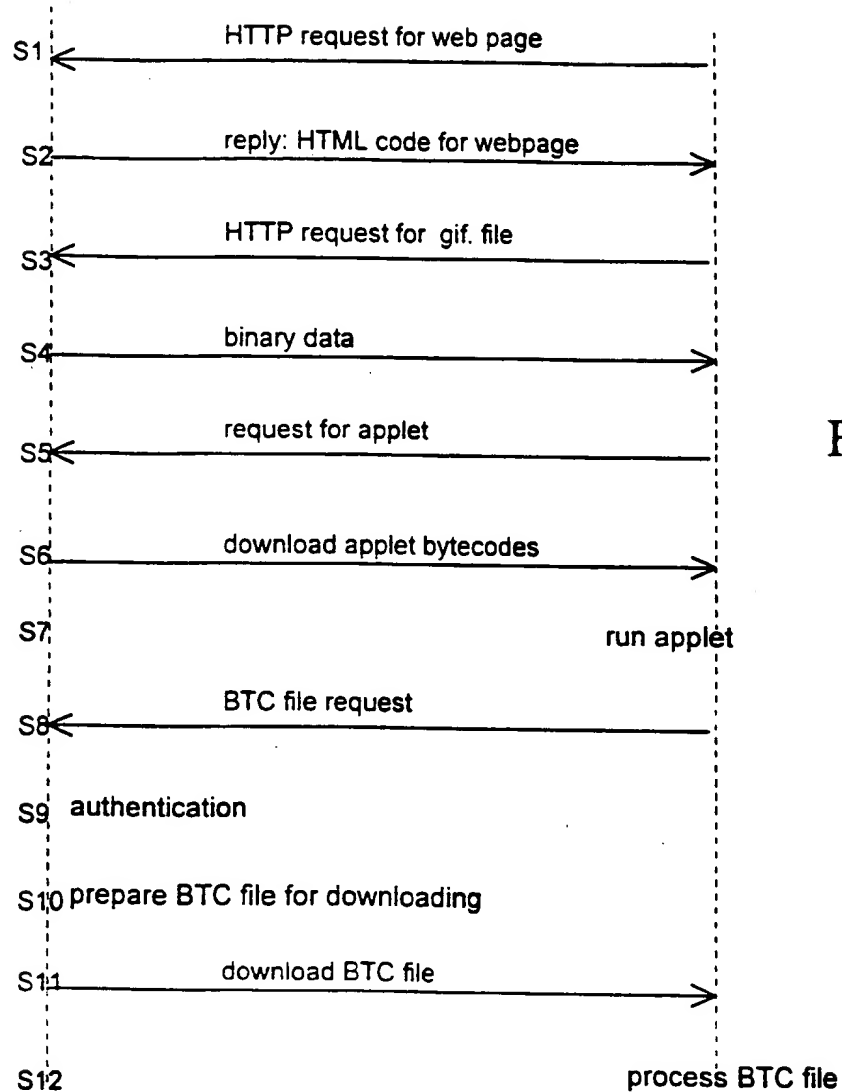 S1 HTTP request for web page
S2 reply: HTML code for webpage
S3 HTTP request for gif. file
S4 binary data
S5 request for applet
S6 download applet bytecodes
S7 run applet
S8 BTC file request
S9 authentication
S10 prepare BTC file for downloading
S11 download BTC file
S12 process BTC file